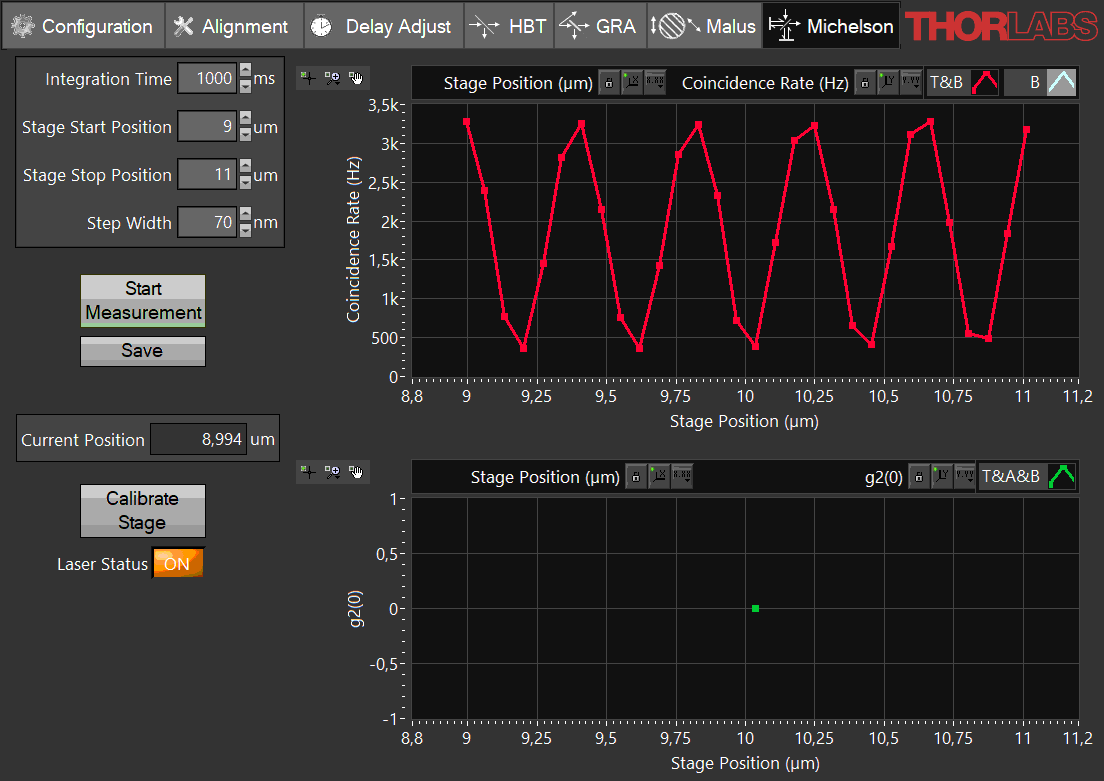 Configuration Alignment Delay Adjust HBT GRA Malus Michelson THORLABS
Integration Time 1000 ms
Stage Start Position 9 um
Stage Stop Position 11 um
Step Width 70 nm
Start
Measurement
Save
Current Position 8,994 um
Calibrate
Stage
Laser Status ON
Stage Position (µm) Coincidence Rate (Hz) T&B B
Coincidence Rate (Hz)
3,5k
3k
2,5k
2k
1,5k
1k
500
0
8,8 9 9,25 9,5 9,75 10 10,25 10,5 10,75 11 11,2
Stage Position (µm)
Stage Position (µm) g2(0) T&A&B
g2(0)
1
0,5
0
-0,5
-1
8,8 9 9,25 9,5 9,75 10 10,25 10,5 10,75 11 11,2
Stage Position (µm)